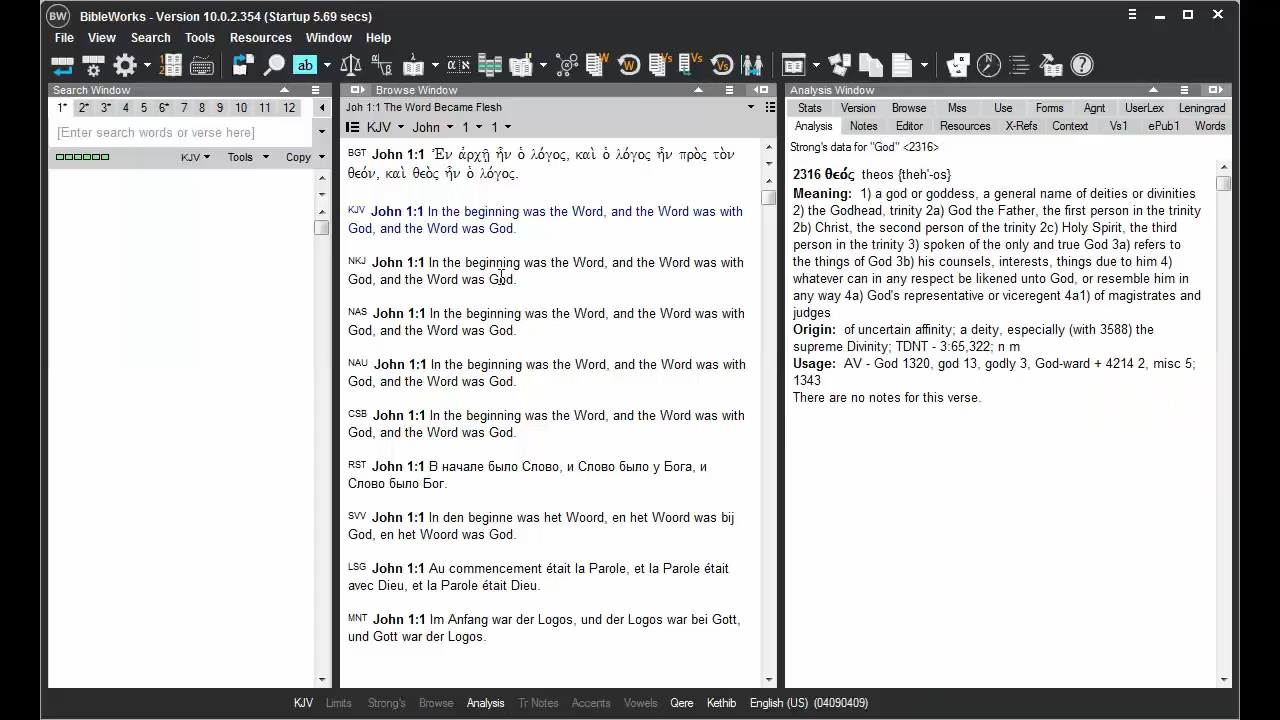 BW BibleWorks - Version 10.0.2.354 (Startup 5.69 secs)
File View Search Tools Resources Window Help
Search Window
1* 2* 3* 4 5 6* 7 8 9 10 11 12
[Enter search words or verse here]
KJV Tools Copy
Browse Window
Joh 1:1 The Word Became Flesh
KJV John 1 1
BGT John 1:1 Ἐν ἀρχῇ ἦν ὁ λόγος, καὶ ὁ λόγος ἦν πρὸς τὸν
θεόν, καὶ θεὸς ἦν ὁ λόγος.
KJV John 1:1 In the beginning was the Word, and the Word was with
God, and the Word was God.
NKJ John 1:1 In the beginning was the Word, and the Word was with
God, and the Word was God.
NAS John 1:1 In the beginning was the Word, and the Word was with
God, and the Word was God.
NAU John 1:1 In the beginning was the Word, and the Word was with
God, and the Word was God.
CSB John 1:1 In the beginning was the Word, and the Word was with
God, and the Word was God.
RST John 1:1 В начале было Слово, и Слово было у Бога, и
Слово было Бог.
SVV John 1:1 In den beginne was het Woord, en het Woord was bij
God, en het Woord was God.
LSG John 1:1 Au commencement était la Parole, et la Parole était
avec Dieu, et la Parole était Dieu.
MNT John 1:1 Im Anfang war der Logos, und der Logos war bei Gott,
und Gott war der Logos.
Analysis Window
Stats Version Browse Mss Use Forms Agnt UserLex Leningrad
Analysis Notes Editor Resources X-Refs Context Vs1 ePub1 Words
Strong's data for "God" <2316>
2316 θεός theos {theh'-os}
Meaning: 1) a god or goddess, a general name of deities or divinities
2) the Godhead, trinity 2a) God the Father, the first person in the trinity
2b) Christ, the second person of the trinity 2c) Holy Spirit, the third
person in the trinity 3) spoken of the only and true God 3a) refers to
the things of God 3b) his counsels, interests, things due to him 4)
whatever can in any respect be likened unto God, or resemble him in
any way 4a) God's representative or viceregent 4a1) of magistrates and
judges
Origin: of uncertain affinity; a deity, especially (with 3588) the
supreme Divinity; TDNT - 3:65,322; n m
Usage: AV - God 1320, god 13, godly 3, God-ward + 4214 2, misc 5;
1343
There are no notes for this verse.
KJV Limits Strong's Browse Analysis Tr Notes Accents Vowels Qere Kethib English (US) (04090409)